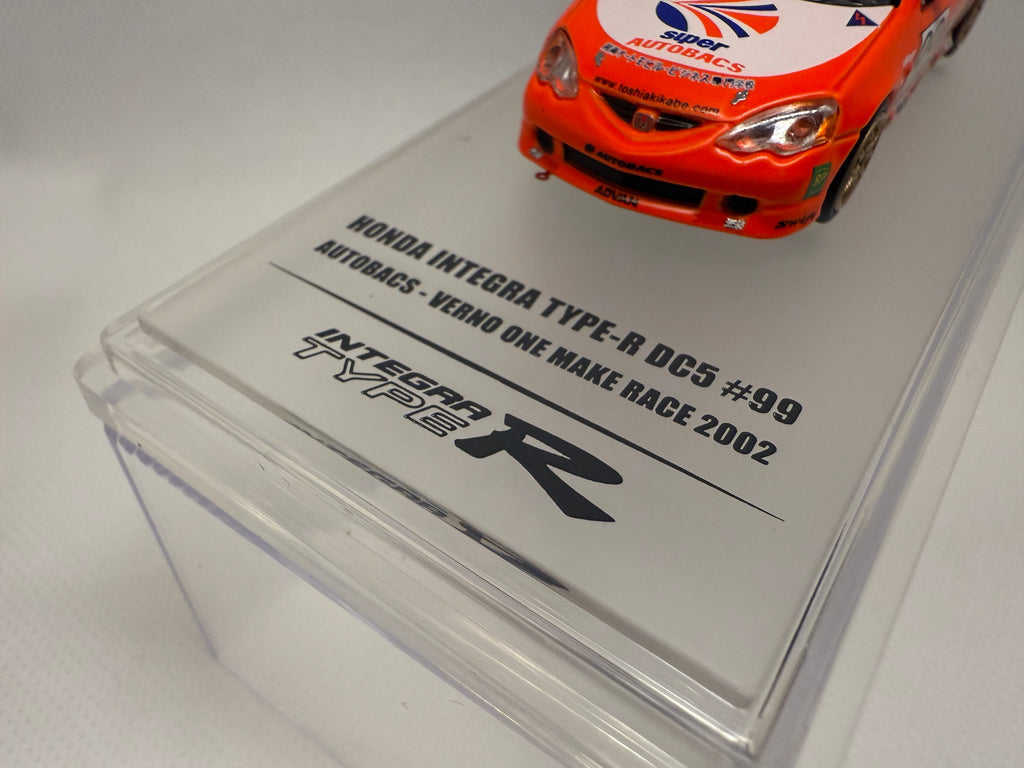 super
AUTOBACS
www.toshiakikabe.com
AUTOBACS
ADVAN
HONDA INTEGRA TYPE-R DC5 #99
AUTOBACS - VERNO ONE MAKE RACE 2002
INTEGRA
TYPE R